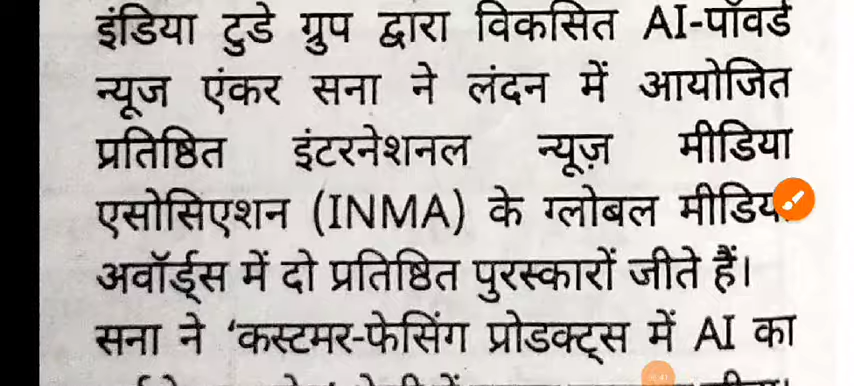 इंडिया टुडे ग्रुप द्वारा विकसित AI-पॉवर्ड
न्यूज एंकर सना ने लंदन में आयोजित
प्रतिष्ठित इंटरनेशनल न्यूज़ मीडिया
एसोसिएशन (INMA) के ग्लोबल
अवॉर्ड्स में दो प्रतिष्ठित पुरस्कारों जीते हैं।
सना ने ‘कस्टमर-फेसिंग प्रोडक्ट्स में AI का